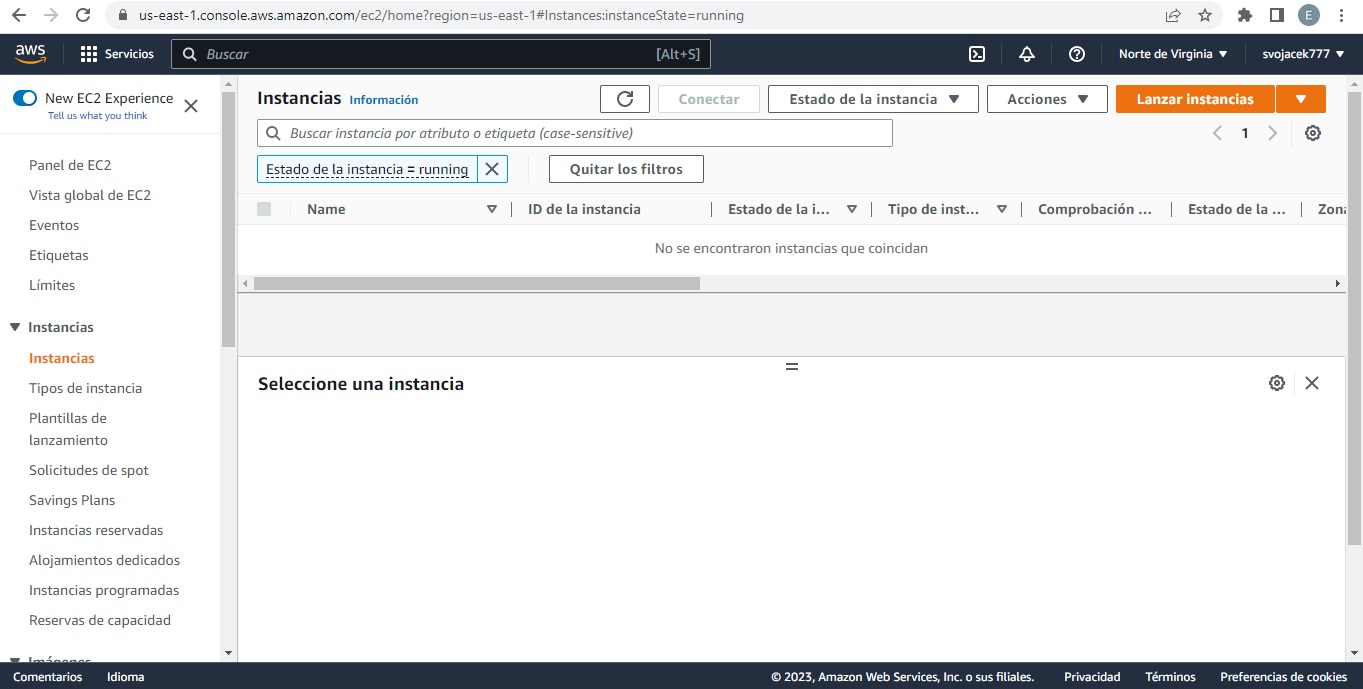 us-east-1.console.aws.amazon.com/ec2/home?region=us-east-1#Instances:instanceState=running
E
aws
Servicios
Buscar
[Alt+S]
Norte de Virginia
svojacek777
New EC2 Experience
Tell us what you think
Panel de EC2
Vista global de EC2
Eventos
Etiquetas
Límites
Instancias
Instancias
Tipos de instancia
Plantillas de
lanzamiento
Solicitudes de spot
Savings Plans
Instancias reservadas
Alojamientos dedicados
Instancias programadas
Reservas de capacidad
Imágenes
Instancias Información
Conectar
Estado de la instancia
Acciones
Lanzar instancias
Buscar instancia por atributo o etiqueta (case-sensitive)
1
Estado de la instancia = running
Quitar los filtros
Name
ID de la instancia
Estado de la i...
Tipo de inst...
Comprobación ...
Estado de la ...
Zona
No se encontraron instancias que coincidan
Seleccione una instancia
Comentarios
Idioma
© 2023, Amazon Web Services, Inc. o sus filiales.
Privacidad
Términos
Preferencias de cookies